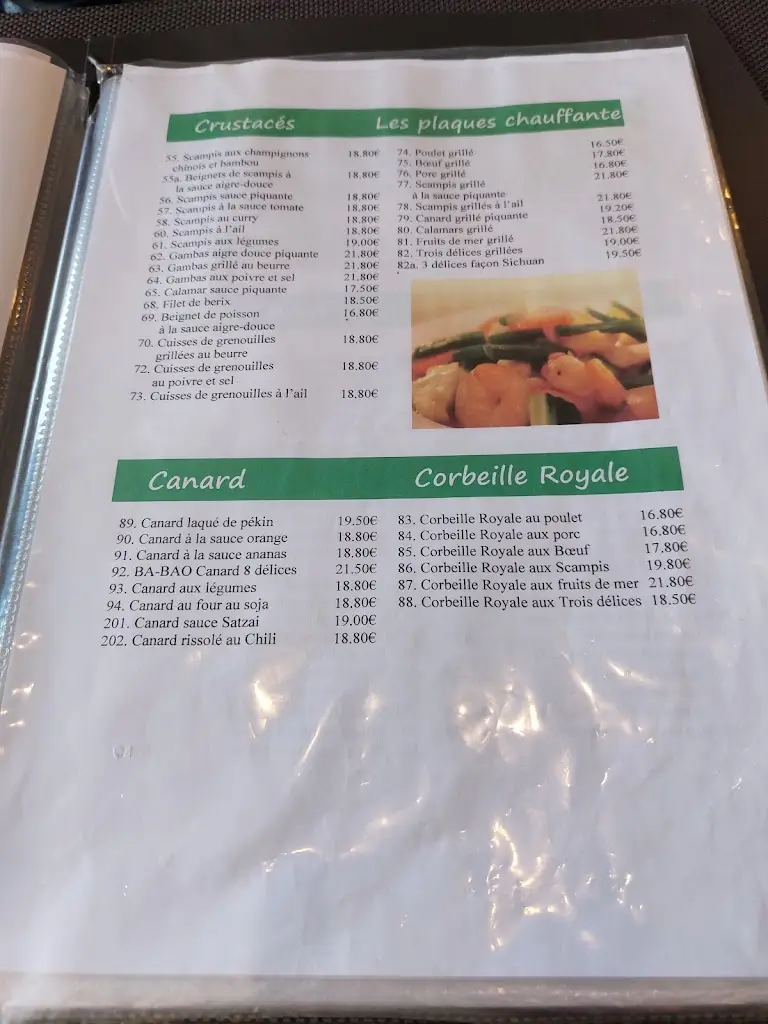 Crustacés
55. Scampis aux champignons 18.80€
chinois et bambou
55a. Beignets de scampis à 18.80€
la sauce aigre-douce
56. Scampis sauce piquante 18.80€
57. Scampis à la sauce tomate 18.80€
58. Scampis au curry 18.80€
60. Scampis à l'ail 18.80€
61. Scampis aux légumes 19.00€
62. Gambas aigre douce piquante 21.80€
63. Gambas grillé au beurre 21.80€
64. Gambas aux poivre et sel 21.80€
65. Calamar sauce piquante 17.50€
68. Filet de berix 18.50€
69. Beignet de poisson 16.80€
à la sauce aigre-douce
70. Cuisses de grenouilles 18.80€
grillées au beurre
72. Cuisses de grenouilles 18.80€
au poivre et sel
73. Cuisses de grenouilles à l'ail 18.80€
Les plaques chauffante
74. Poulet grillé 16.50€
75. Bœuf grillé 17.80€
76. Porc grillé 16.80€
77. Scampis grillé 21.80€
à la sauce piquante
78. Scampis grillés à l'ail 21.80€
79. Canard grillé piquante 19.20€
80. Calamars grillé 18.50€
81. Fruits de mer grillé 21.80€
82. Trois délices grillées 19.00€
82a. 3 délices façon Sichuan 19.50€
Canard
89. Canard laqué de pékin 19.50€
90. Canard à la sauce orange 18.80€
91. Canard à la sauce ananas 18.80€
92. BA-BAO Canard 8 délices 21.50€
93. Canard aux légumes 18.80€
94. Canard au four au soja 18.80€
201. Canard sauce Satzai 19.00€
202. Canard rissolé au Chili 18.80€
Corbeille Royale
83. Corbeille Royale au poulet 16.80€
84. Corbeille Royale aux porc 16.80€
85. Corbeille Royale aux Bœuf 17.80€
86. Corbeille Royale aux Scampis 19.80€
87. Corbeille Royale aux fruits de mer 21.80€
88. Corbeille Royale aux Trois délices 18.50€